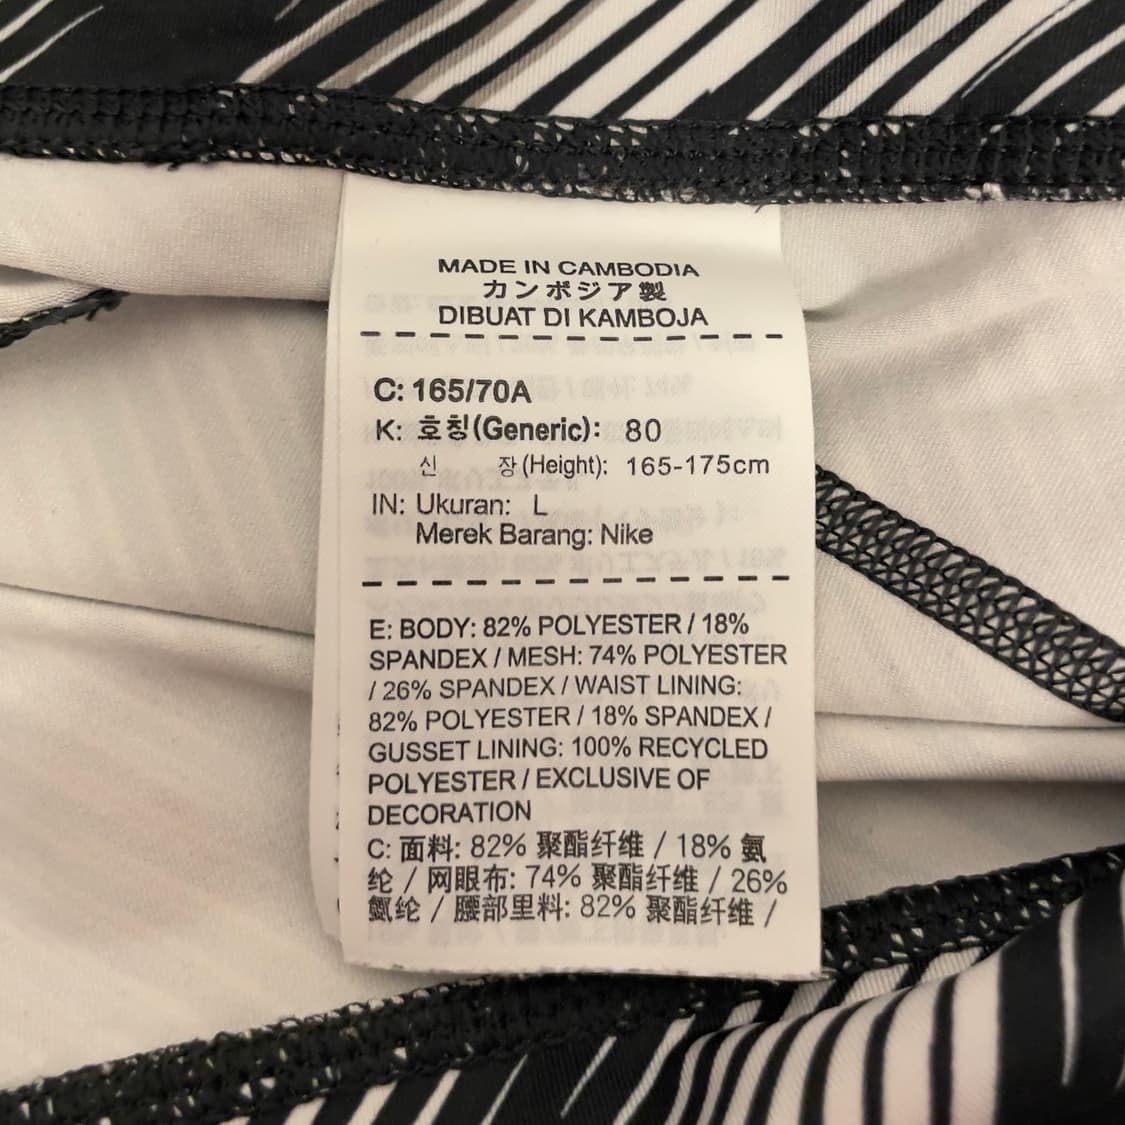 MADE IN CAMBODIA
カンボジア製
DIBUAT DI KAMBOJA
C: 165/70A
K: 호칭(Generic): 80
신 장(Height): 165-175cm
IN: Ukuran: L
Merek Barang: Nike
E: BODY: 82% POLYESTER / 18%
SPANDEX / MESH: 74% POLYESTER
/ 26% SPANDEX / WAIST LINING:
82% POLYESTER / 18% SPANDEX /
GUSSET LINING: 100% RECYCLED
POLYESTER / EXCLUSIVE OF
DECORATION
C: 面料: 82% 聚酯纤维 / 18% 氨
纶 / 网眼布: 74% 聚酯纤维 / 26%
氨纶 / 腰部里料: 82% 聚酯纤维 /